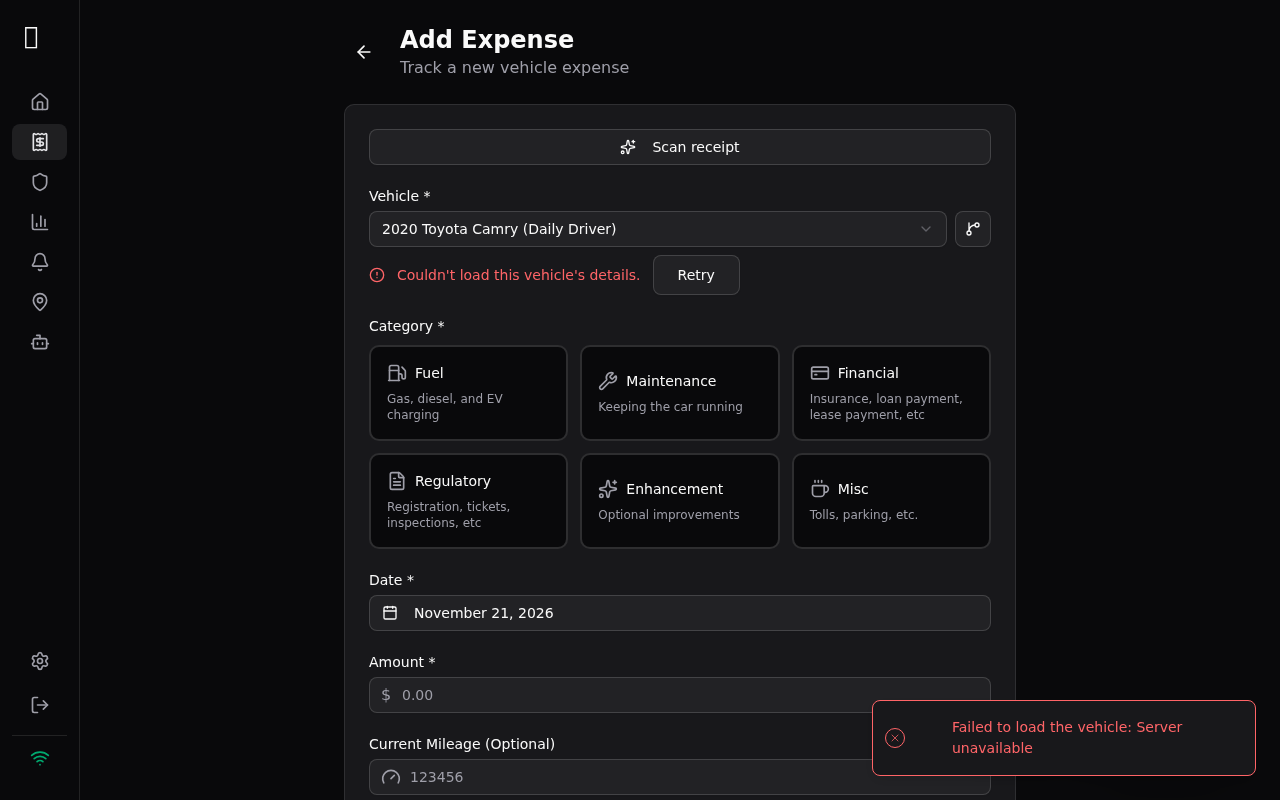 Add Expense
Track a new vehicle expense
Scan receipt
Vehicle *
2020 Toyota Camry (Daily Driver)
Couldn't load this vehicle's details.
Retry
Category *
Fuel
Gas, diesel, and EV
charging
Maintenance
Keeping the car running
Financial
Insurance, loan payment,
lease payment, etc
Regulatory
Registration, tickets,
inspections, etc
Enhancement
Optional improvements
Misc
Tolls, parking, etc.
Date *
November 21, 2026
Amount *
$ 0.00
Current Mileage (Optional)
123456
Failed to load the vehicle: Server
unavailable